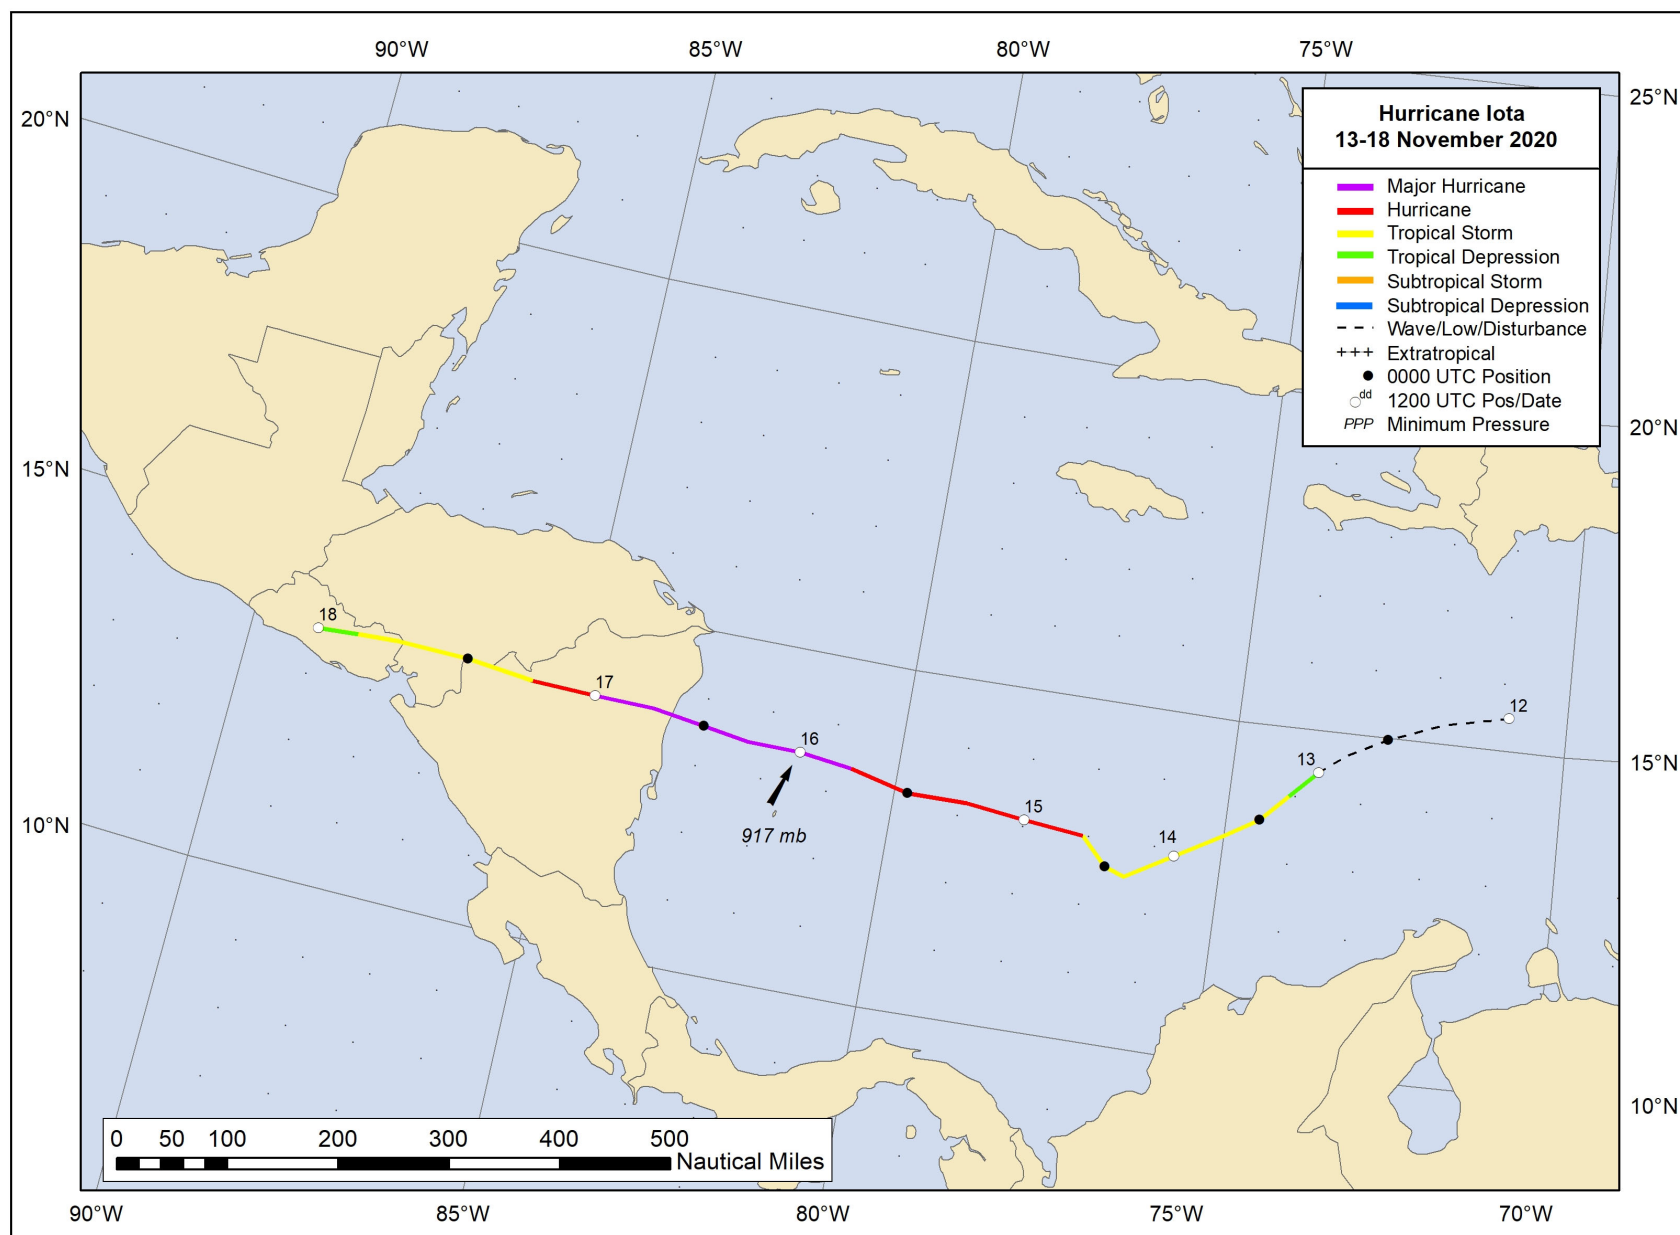 90°W 85°W 80°W 75°W
Hurricane Iota
13-18 November 2020
Major Hurricane
Hurricane
Tropical Storm
Tropical Depression
Subtropical Storm
Subtropical Depression
Wave/Low/Disturbance
+++ Extratropical
0000 UTC Position
dd 1200 UTC Pos/Date
PPP Minimum Pressure
20°N
25°N
15°N
20°N
10°N
15°N
10°N
18
17
16
917 mb
15
14
13
12
0 50 100 200 300 400 500
Nautical Miles
90°W 85°W 80°W 75°W 70°W